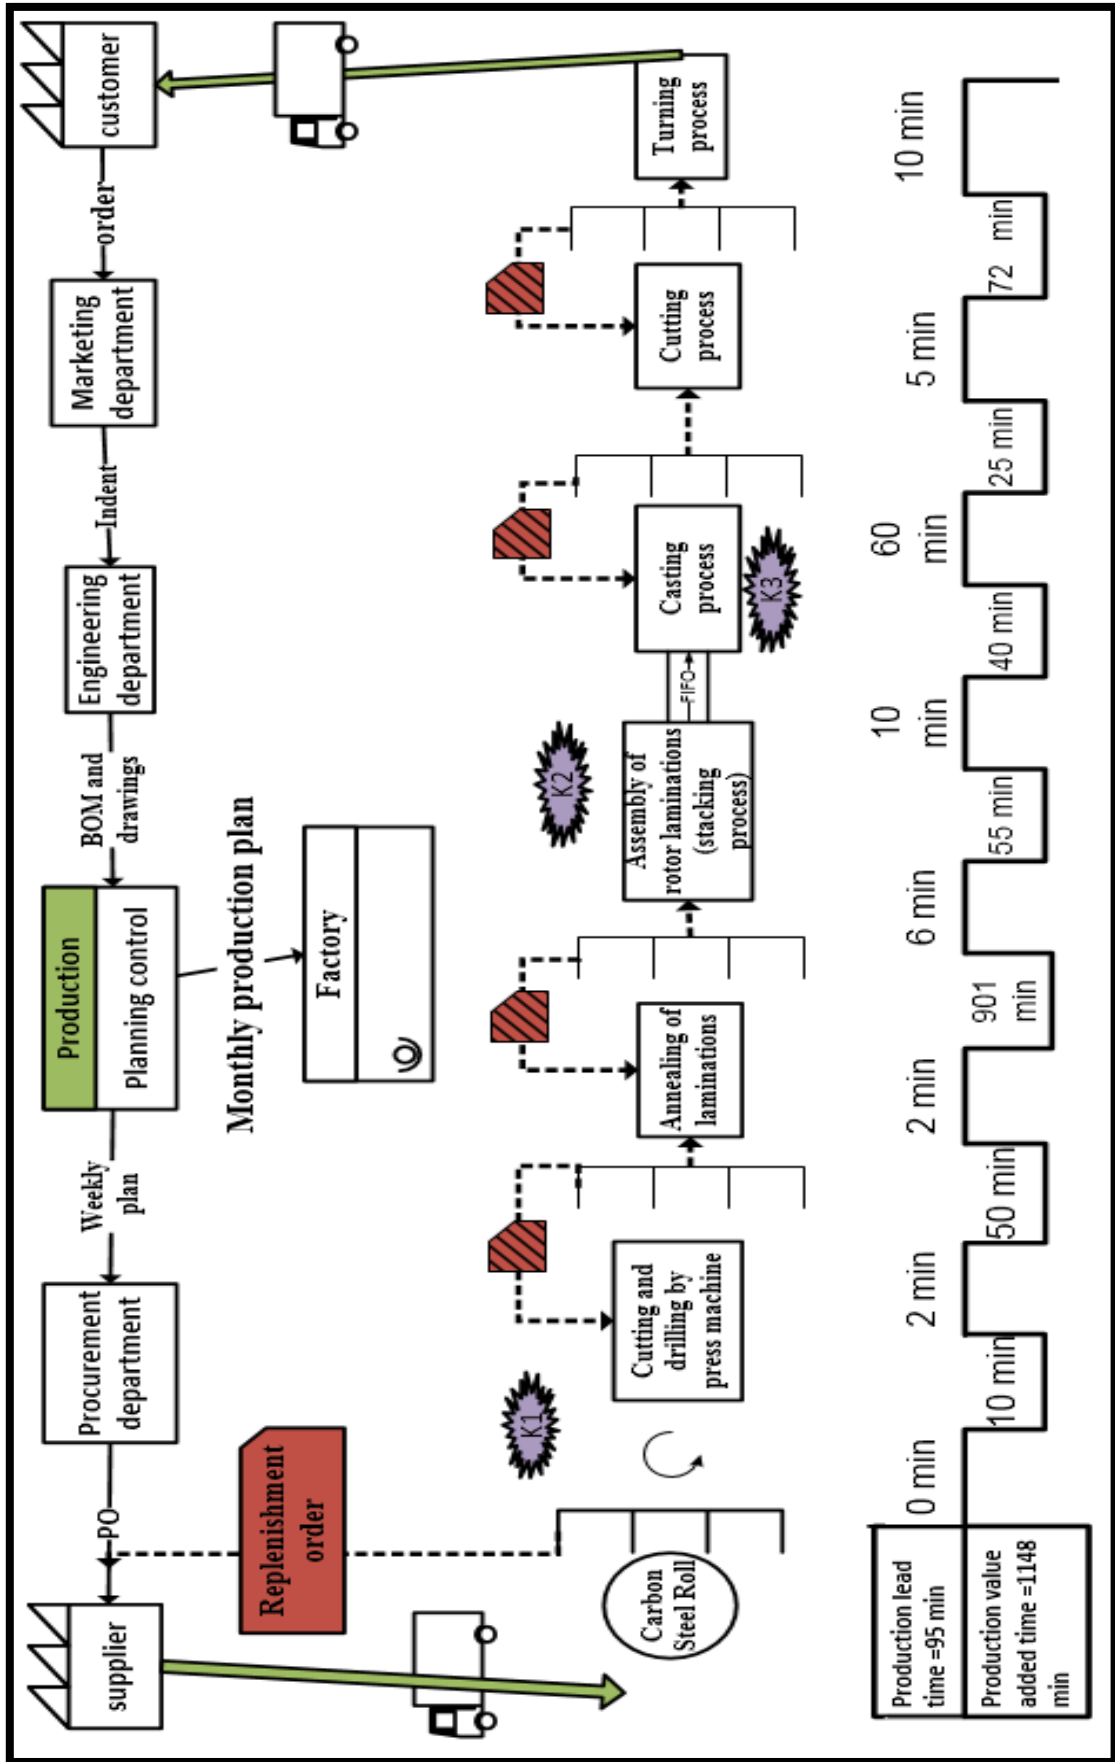 supplier
PO
Procurement
department
Weekly
plan
Production
Planning control
BOM and
drawings
Engineering
department
Indent
Marketing
department
order
customer
Replenishment
order
Monthly production plan
Factory
Carbon
Steel Roll
K1
Cutting and
drilling by
press machine
Annealing of
laminations
K2
Assembly of
rotor laminations
(stacking
process)
FIFO
Casting
process
K3
Cutting
process
Turning
process
Production lead
time =95 min
Production value
added time =1148
min
0 min
10 min
2 min
50 min
2 min
901
min
6 min
55 min
10
min
40 min
60
min
25 min
5 min
72 min
10 min